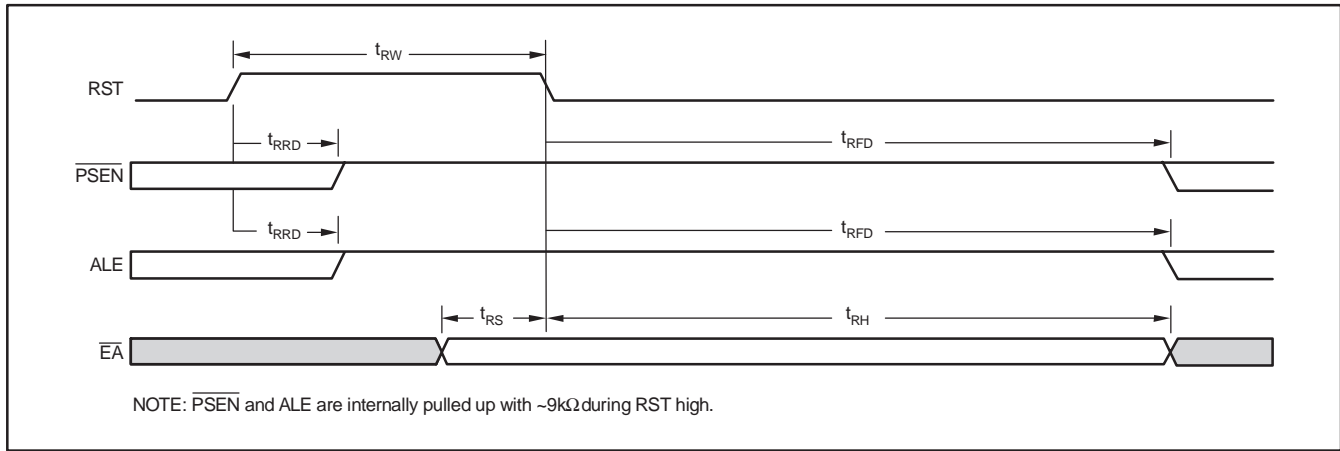 tRW
RST
tRRD
tRFD
PSEN
tRRD
tRFD
ALE
tRS
tRH
EA
NOTE: PSEN and ALE are internally pulled up with ~9kΩ during RST high.